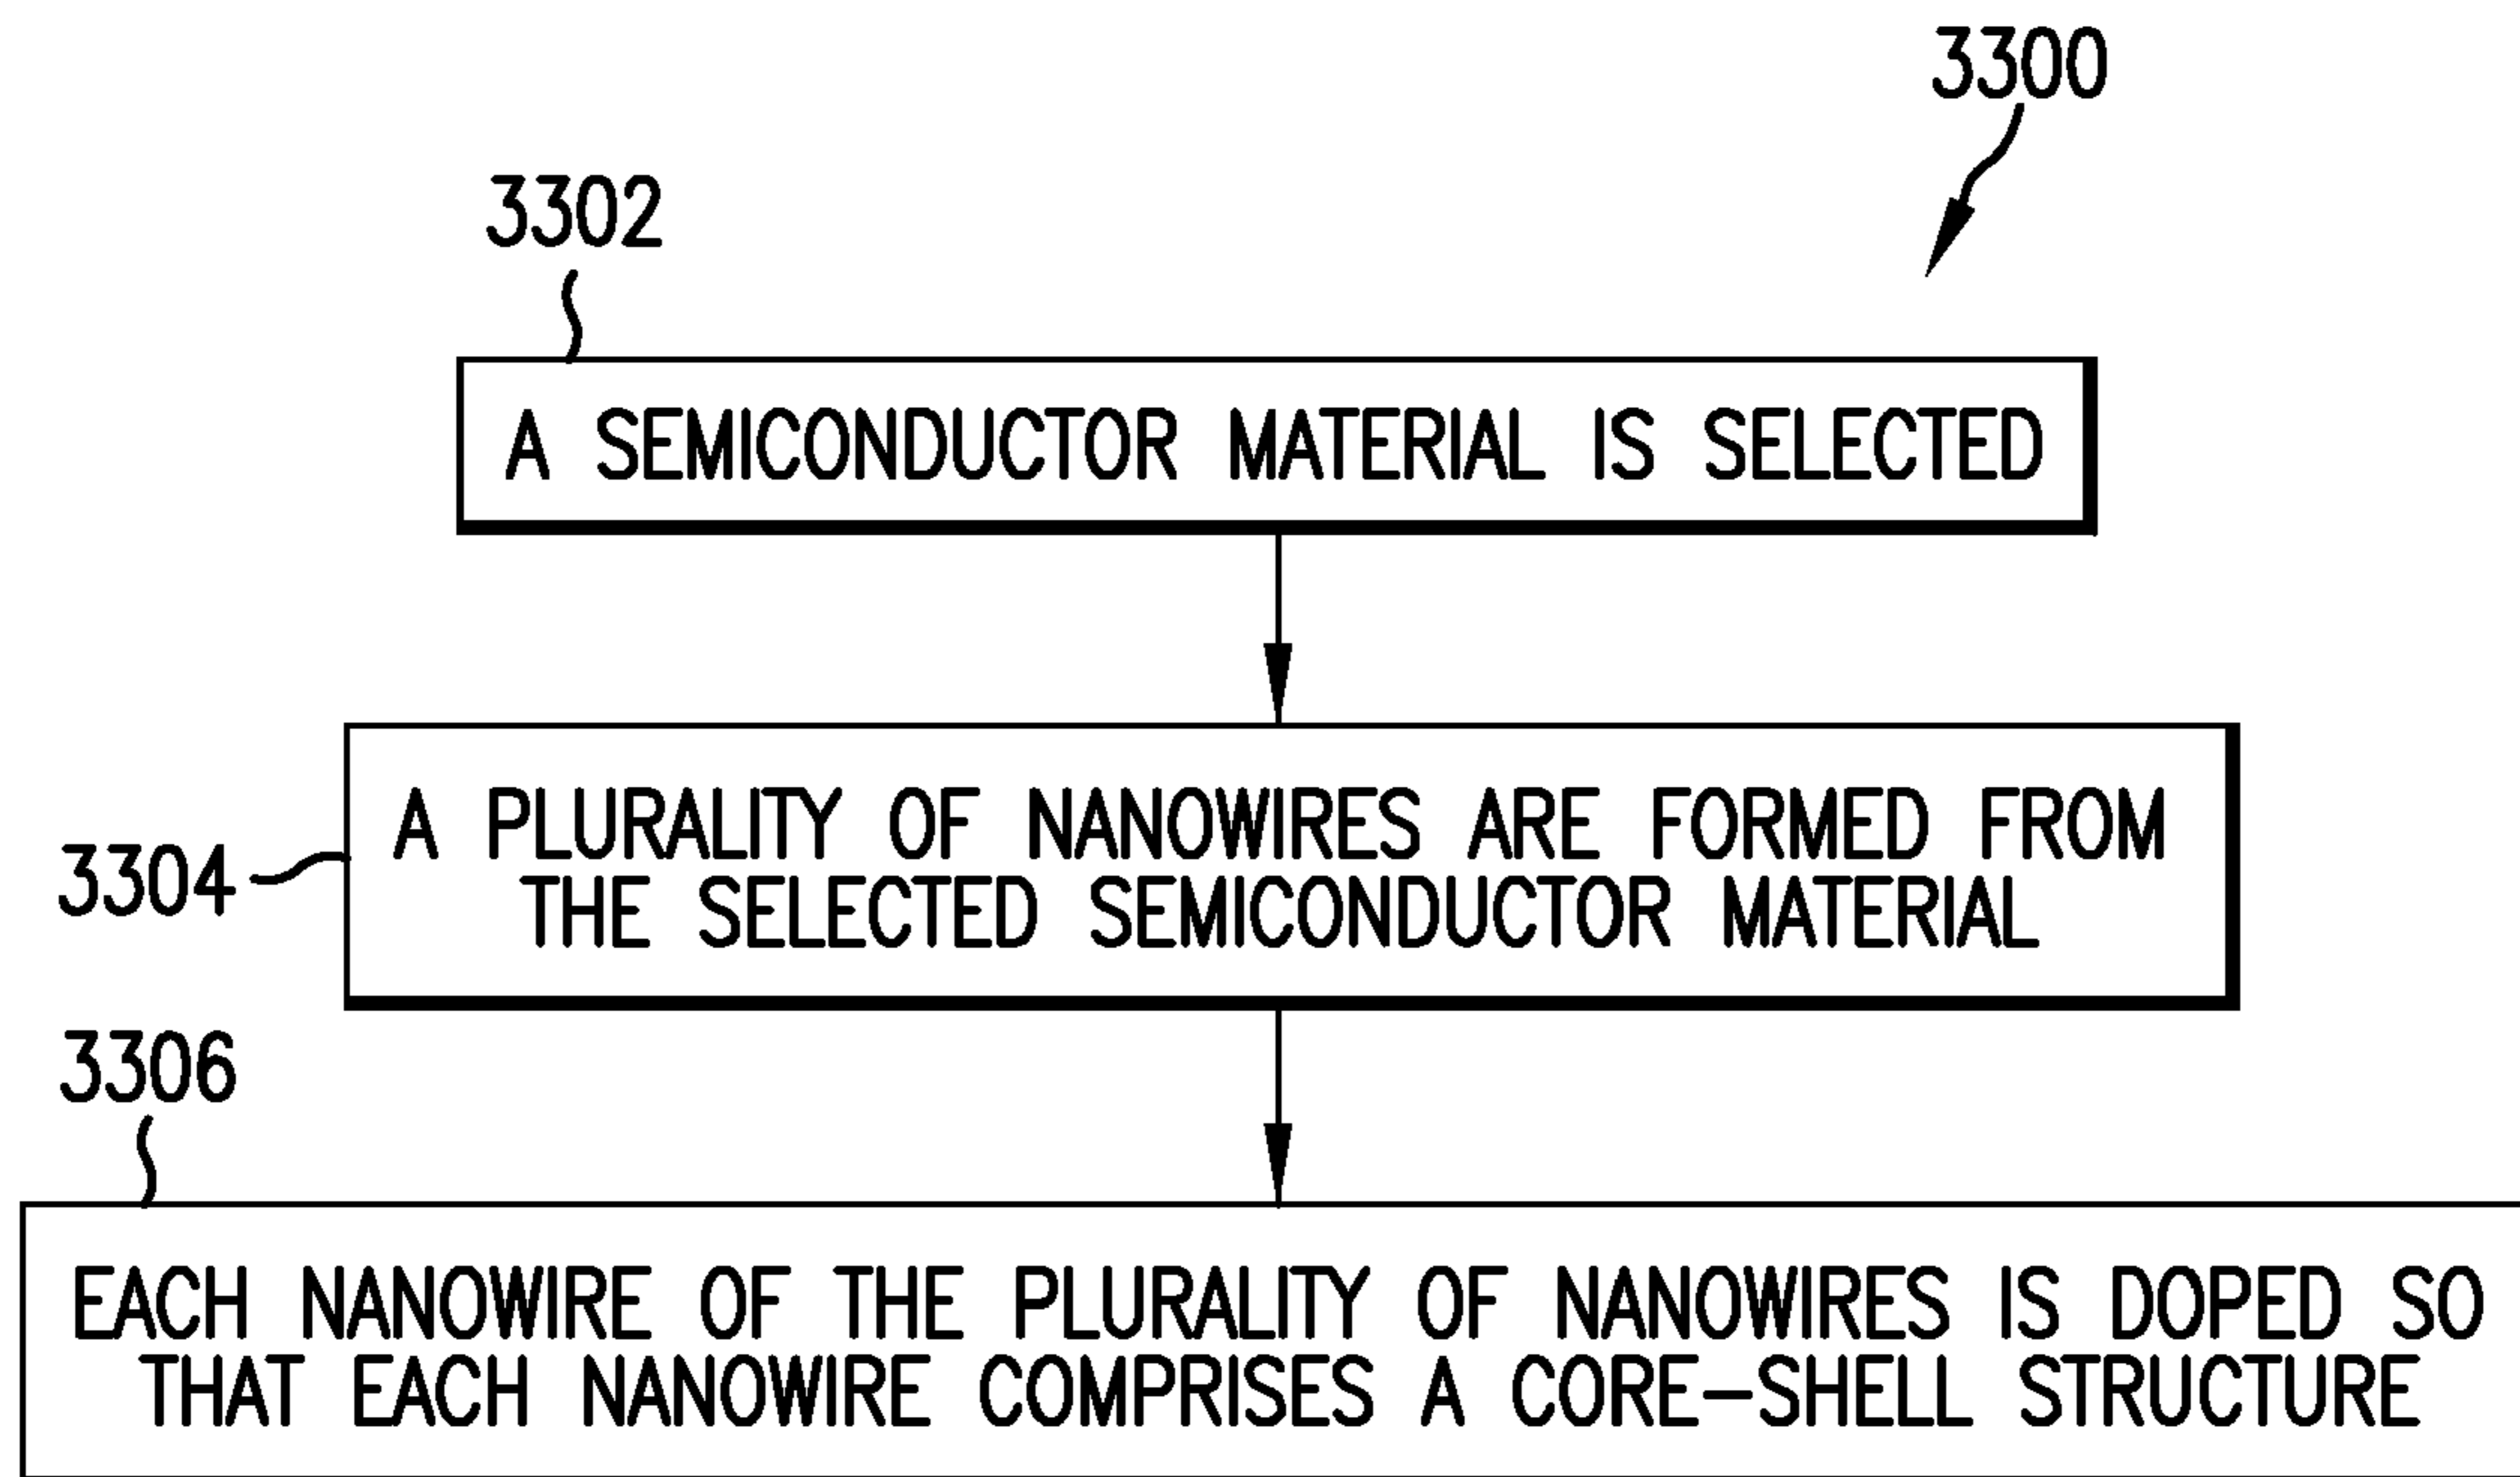 3300
3302
A SEMICONDUCTOR MATERIAL IS SELECTED
A PLURALITY OF NANOWIRES ARE FORMED FROM
THE SELECTED SEMICONDUCTOR MATERIAL
3304
3306
EACH NANOWIRE OF THE PLURALITY OF NANOWIRES IS DOPED SO
THAT EACH NANOWIRE COMPRISES A CORE-SHELL STRUCTURE